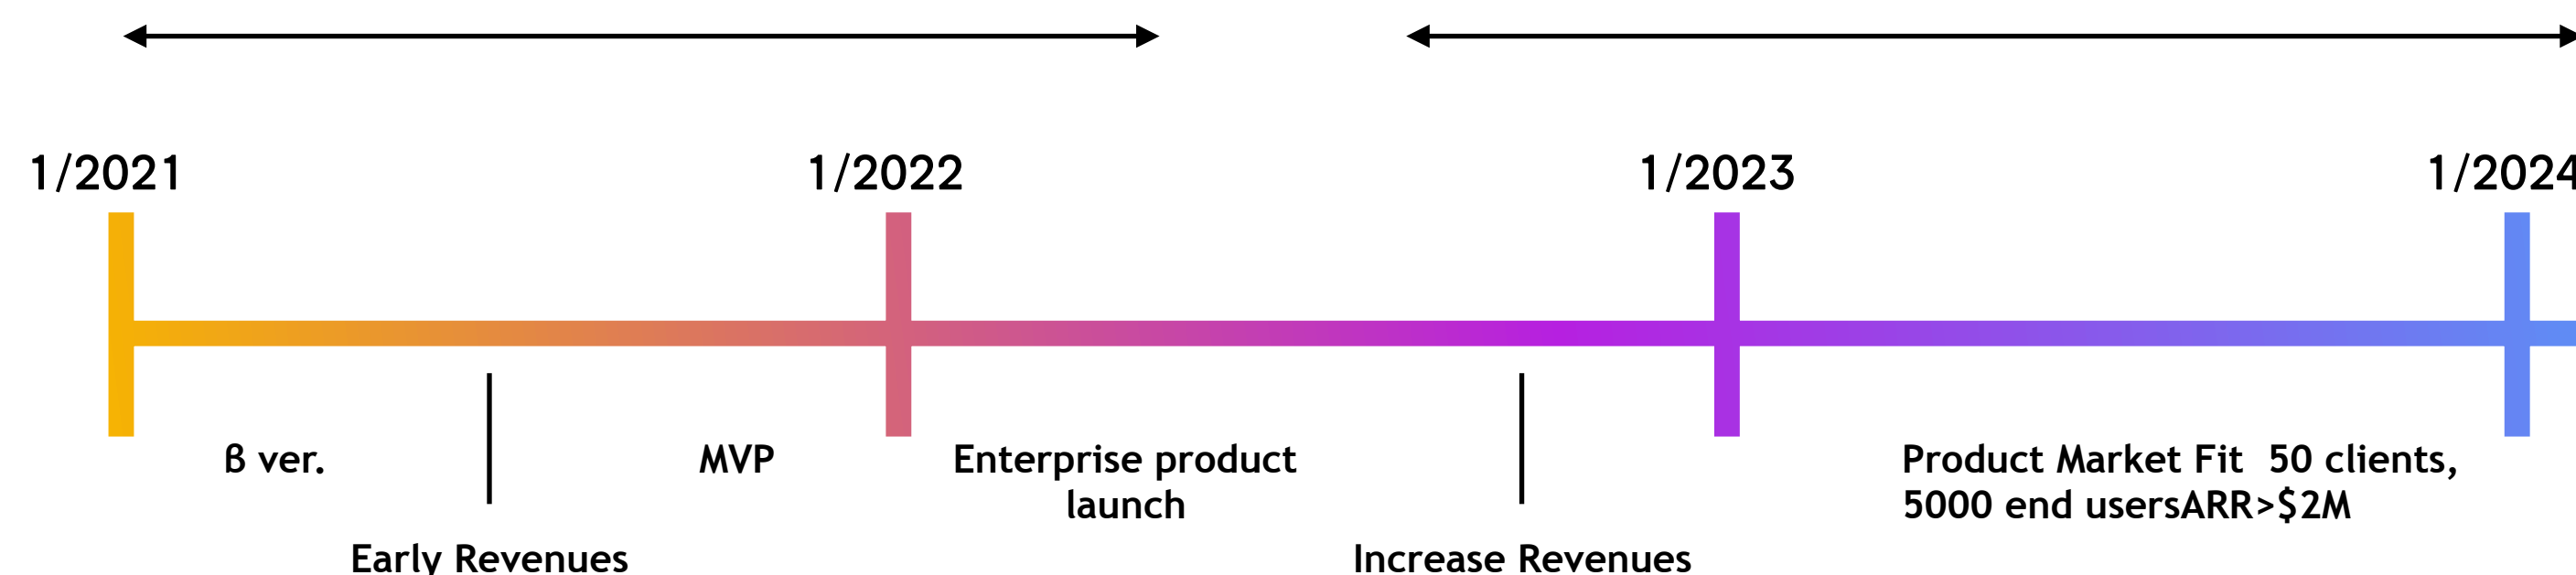 1/2021
1/2022
1/2023
1/2024
β ver.
MVP
Enterprise product
launch
Product Market Fit  50 clients,
5000 end usersARR>$2M
Early Revenues
Increase Revenues